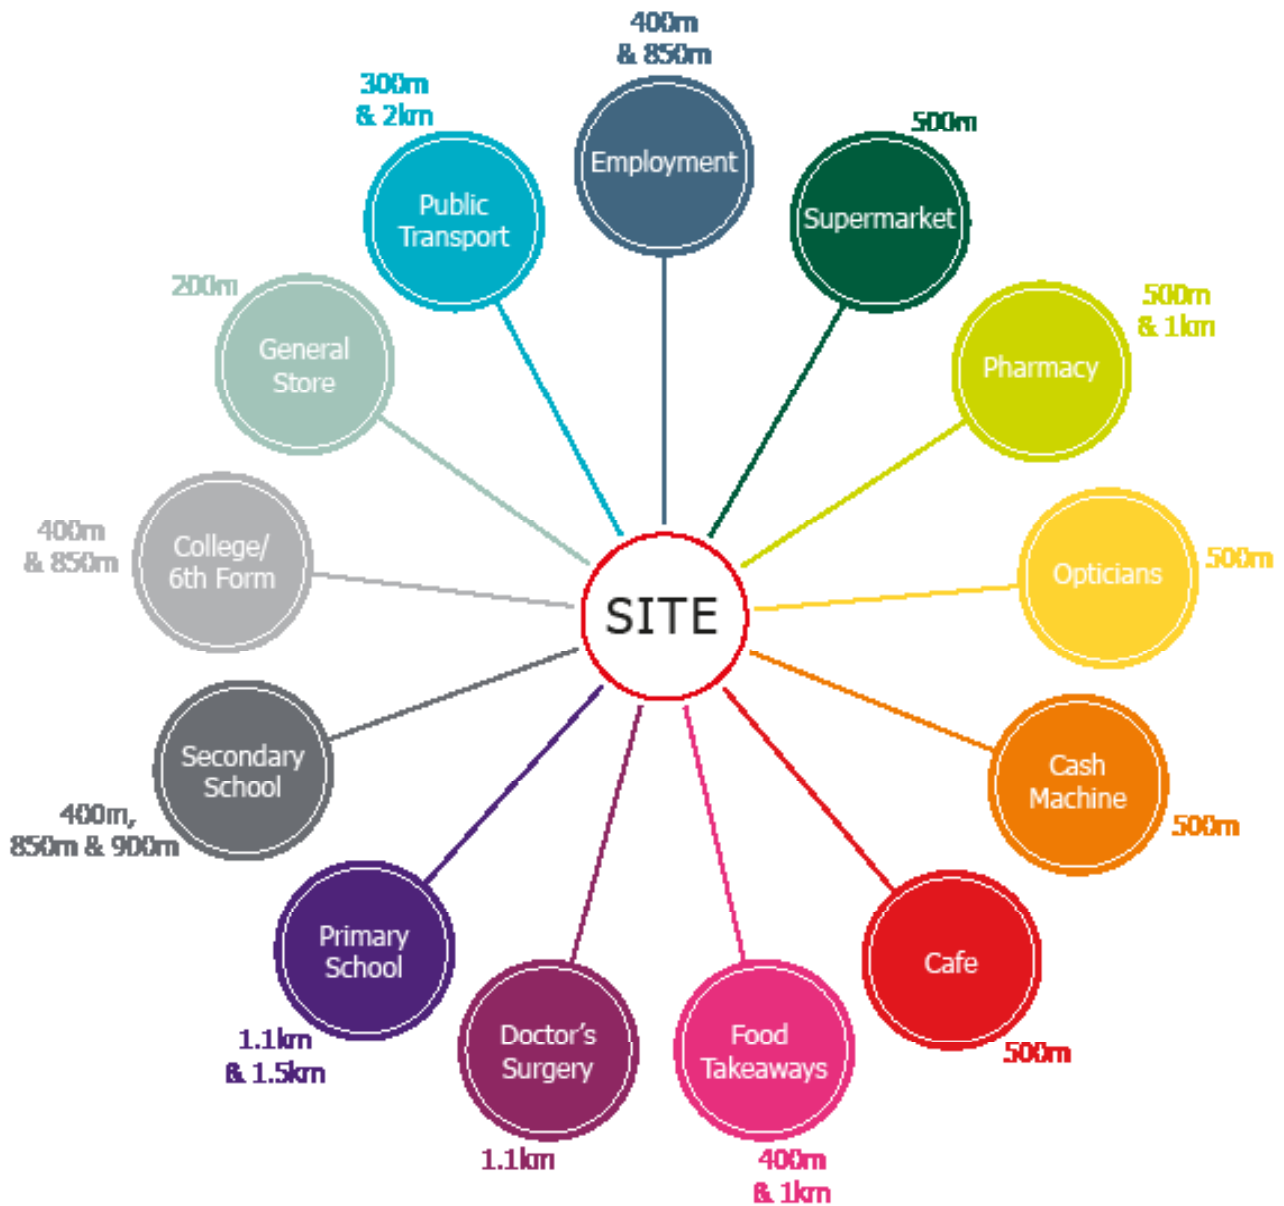 400m
& 850m
Employment
500m
Supermarket
500m
& 1km
Pharmacy
Opticians
500m
Cash
Machine
500m
Cafe
500m
Food
Takeaways
400m
& 1km
Doctor's
Surgery
1.1km
Primary
School
1.1km
& 1.5km
Secondary
School
400m,
850m & 900m
College/
6th Form
400m
& 850m
General
Store
200m
300m
& 2km
Public
Transport
SITE